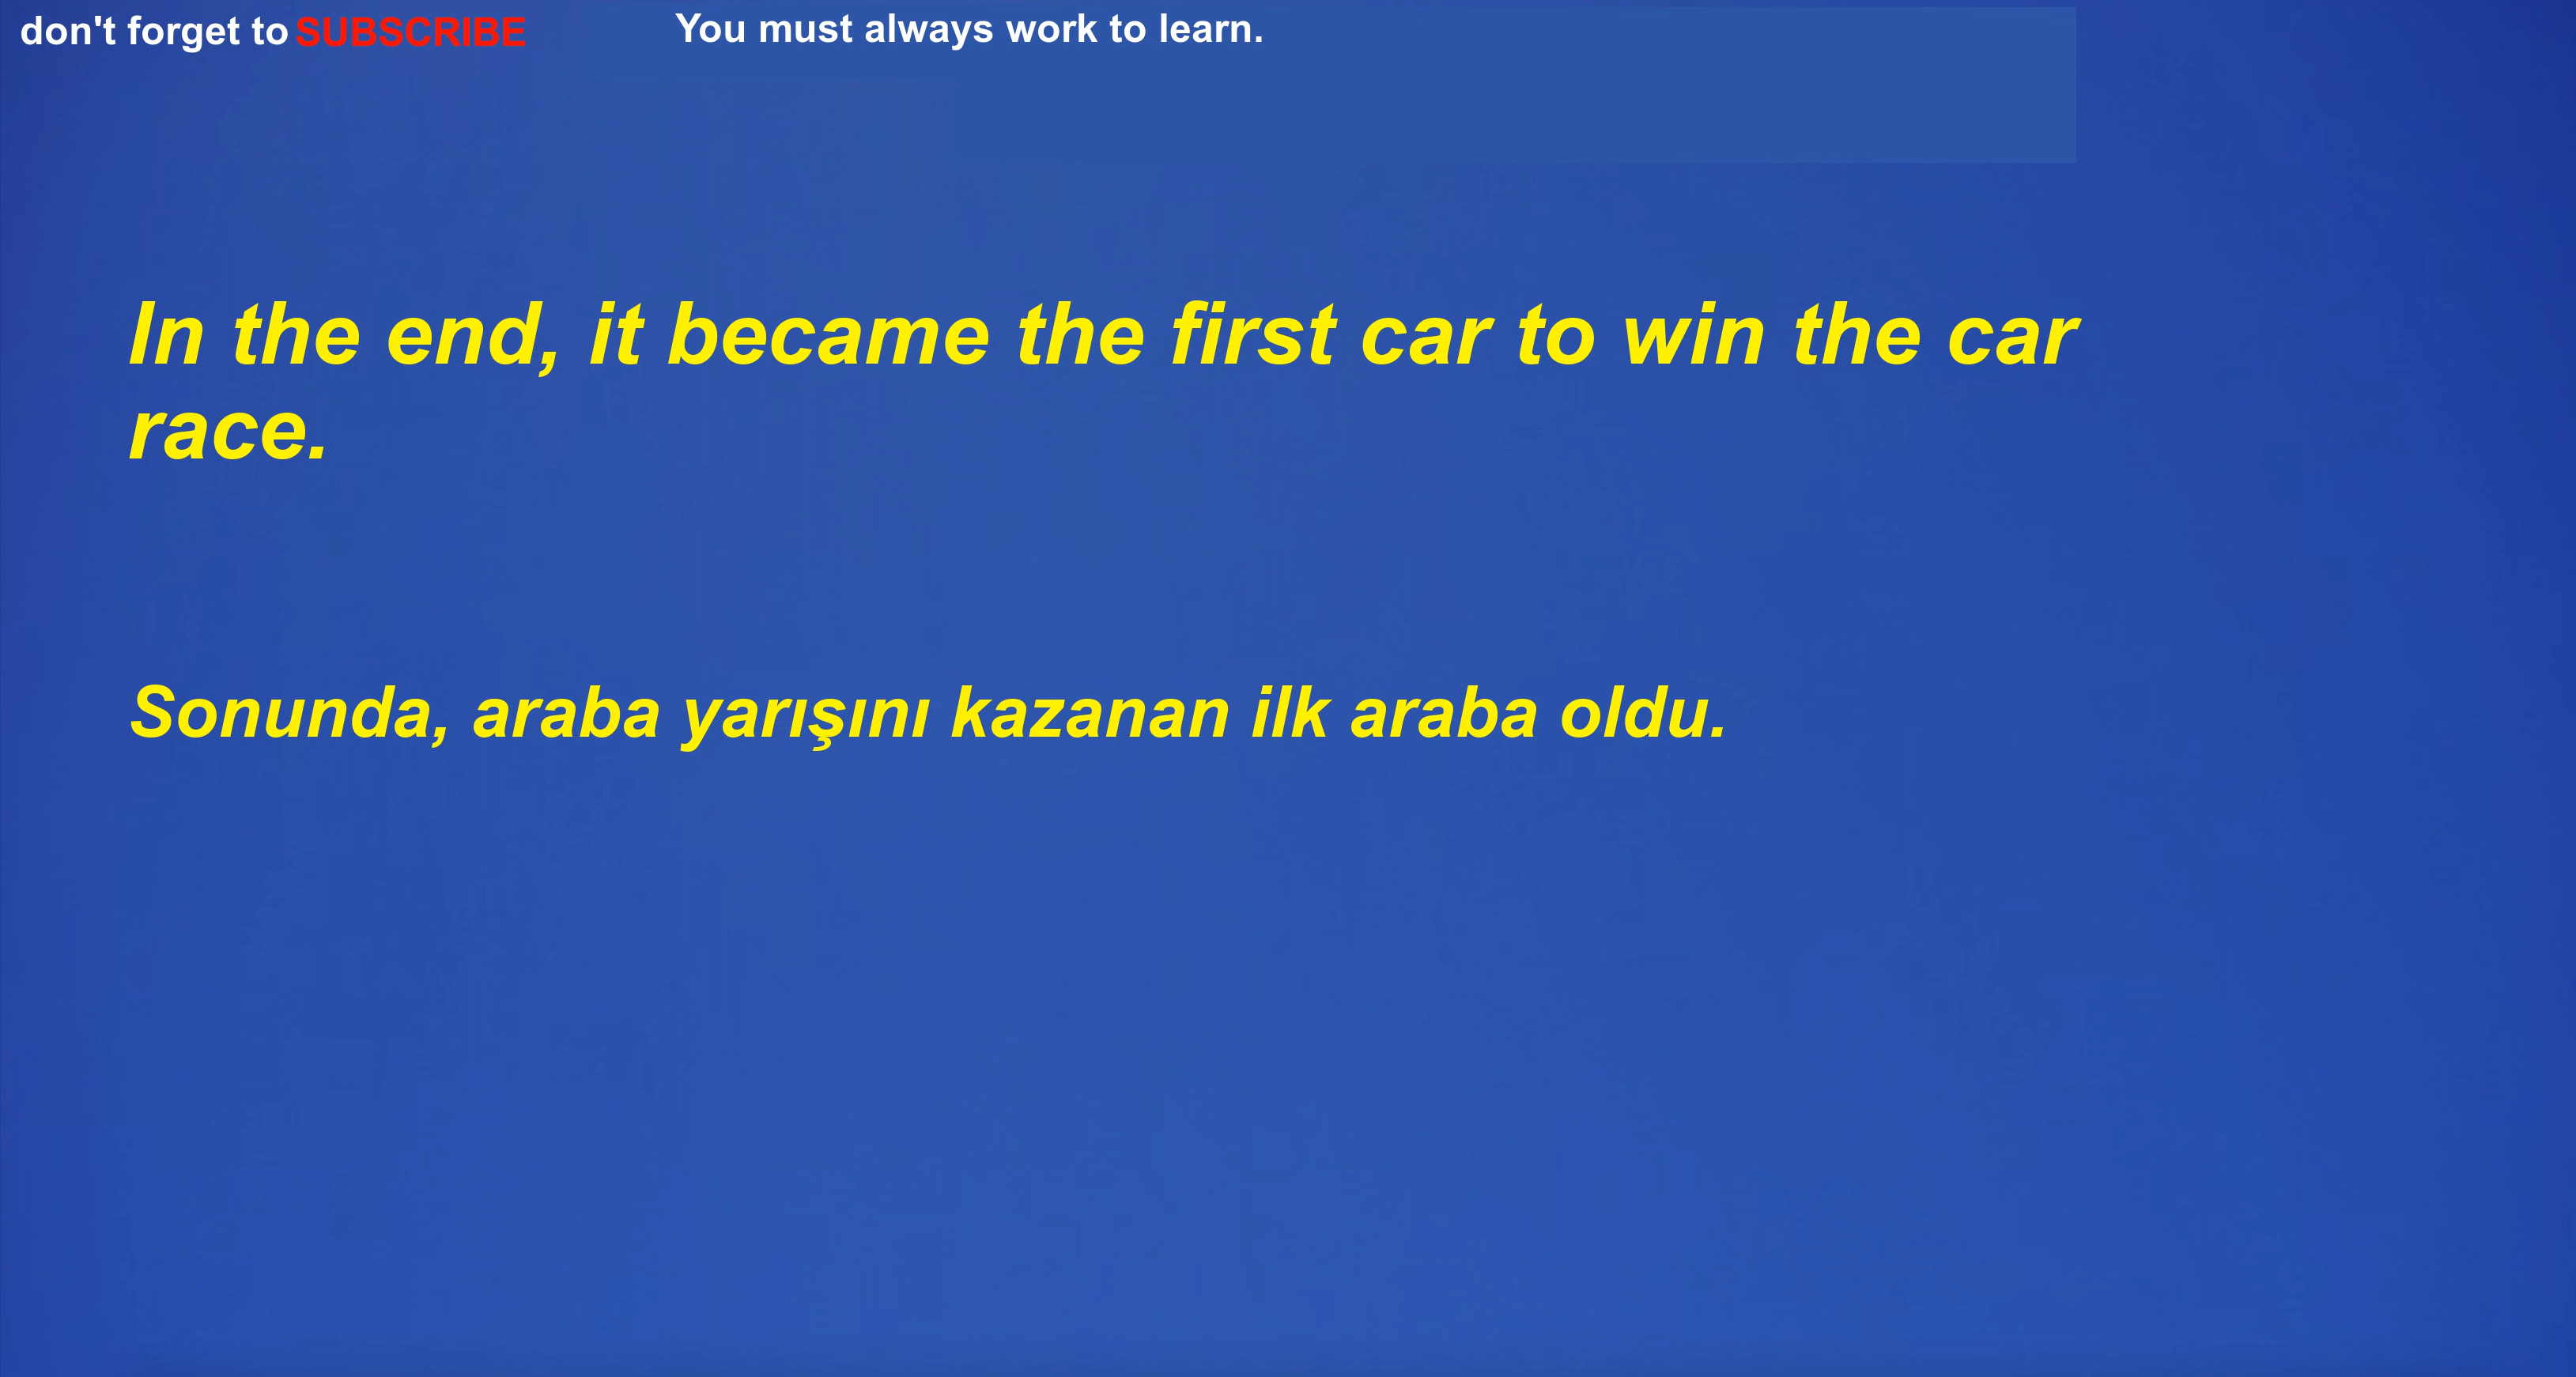 don't forget to SUBSCRIBE
You must always work to learn.
In the end, it became the first car to win the car
race.
Sonunda, araba yarışını kazanan ilk araba oldu.